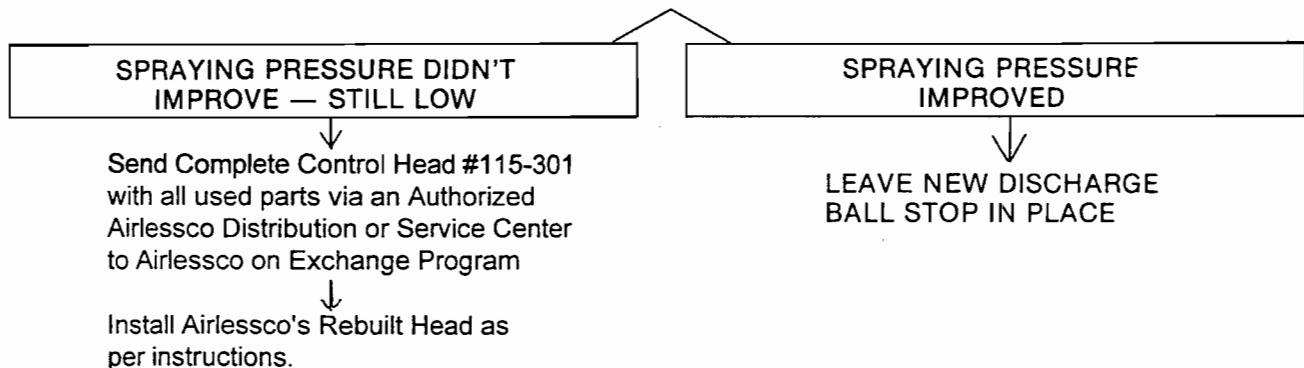 SPRAYING PRESSURE DIDN'T
IMPROVE — STILL LOW
Send Complete Control Head #115-301
with all used parts via an Authorized
Airlessco Distribution or Service Center
to Airlessco on Exchange Program
Install Airlessco's Rebuilt Head as
per instructions.
SPRAYING PRESSURE
IMPROVED
LEAVE NEW DISCHARGE
BALL STOP IN PLACE